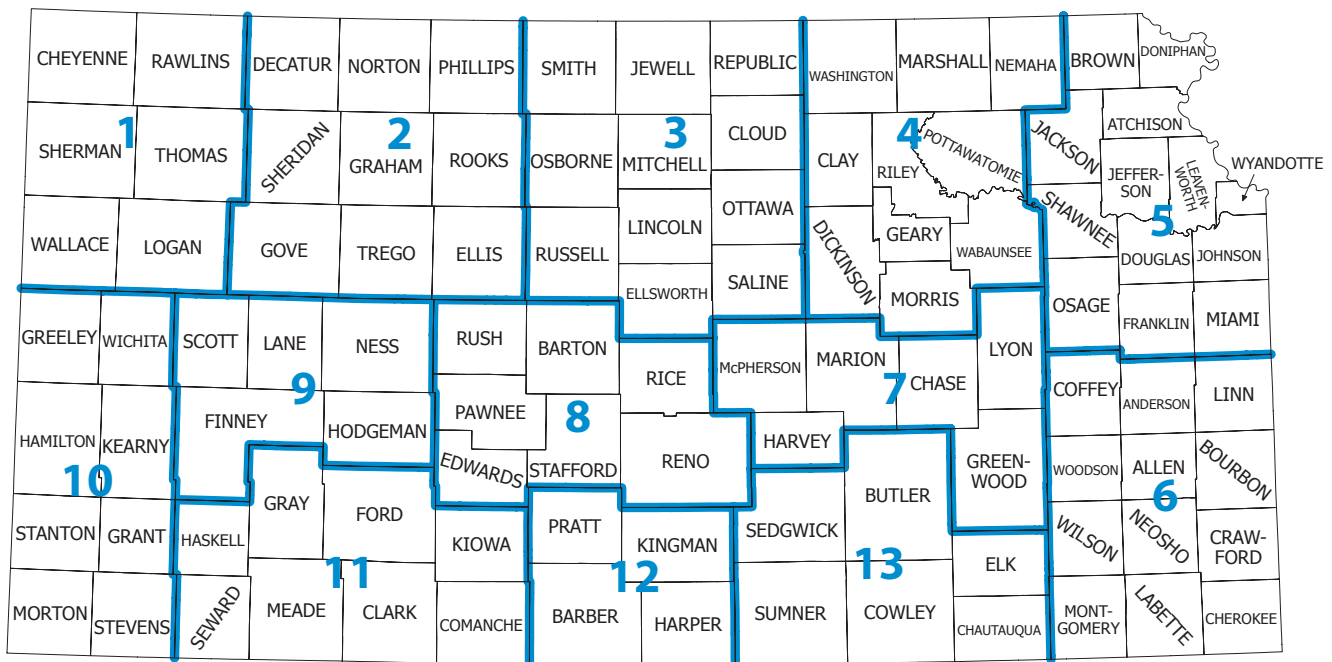 CHEYENNE
RAWLINS
DECATUR
NORTON
PHILLIPS
SMITH
JEWELL
REPUBLIC
WASHINGTON
MARSHALL
NEMAHA
BROWN
DONIPHAN
1
SHERMAN
THOMAS
SHERIDAN
2
GRAHAM
ROOKS
OSBORNE
3
MITCHELL
CLOUD
CLAY
4
RILEY
POTTAWATOMIE
JACKSON
ATCHISON
JEFFER-
SON
LEAVEN-
WORTH
WYANDOTTE
WALLACE
LOGAN
GOVE
TREGO
ELLIS
RUSSELL
LINCOLN
OTTAWA
DICKINSON
GEARY
WABAUNSEE
SHAWNEE
5
DOUGLAS
JOHNSON
ELLSWORTH
SALINE
MORRIS
OSAGE
FRANKLIN
MIAMI
GREELEY
WICHITA
SCOTT
LANE
NESS
RUSH
BARTON
RICE
McPHERSON
MARION
CHASE
LYON
9
7
COFFEY
ANDERSON
LINN
HAMILTON
KEARNY
FINNEY
HODGEMAN
PAWNEE
8
EDWARDS
STAFFORD
RENO
HARVEY
GREEN-
WOOD
WOODSON
ALLEN
BOURBON
10
6
GRAY
FORD
BUTLER
STANTON
GRANT
HASKELL
KIOWA
PRATT
KINGMAN
SEDGWICK
WILSON
NEOSHO
CRAW-
FORD
11
12
13
ELK
MORTON
STEVENS
SEWARD
MEADE
CLARK
COMANCHE
BARBER
HARPER
SUMNER
COWLEY
CHAUTAUQUA
MONT-
GOMERY
LABETTE
CHEROKEE